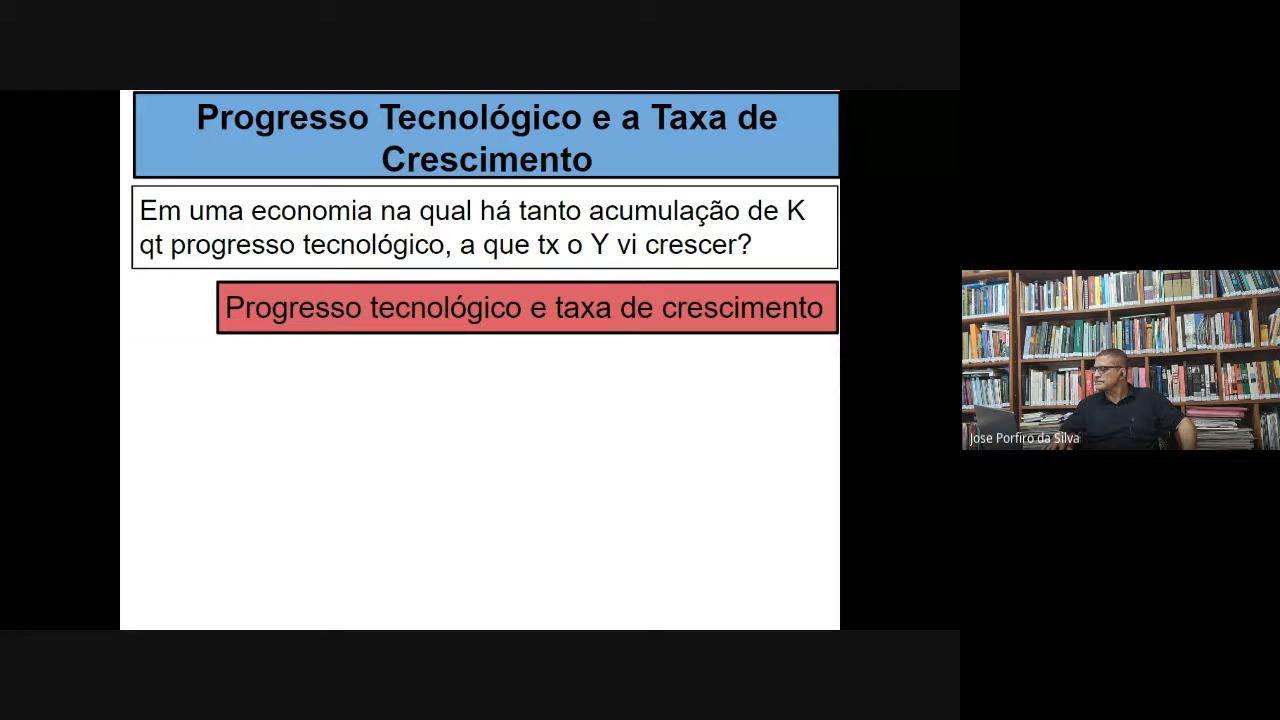 Progresso Tecnológico e a Taxa de
Crescimento
Em uma economia na qual há tanto acumulação de K
qt progresso tecnológico, a que tx o Y vi crescer?
Progresso tecnológico e taxa de crescimento
Jose Porfiro da Silva